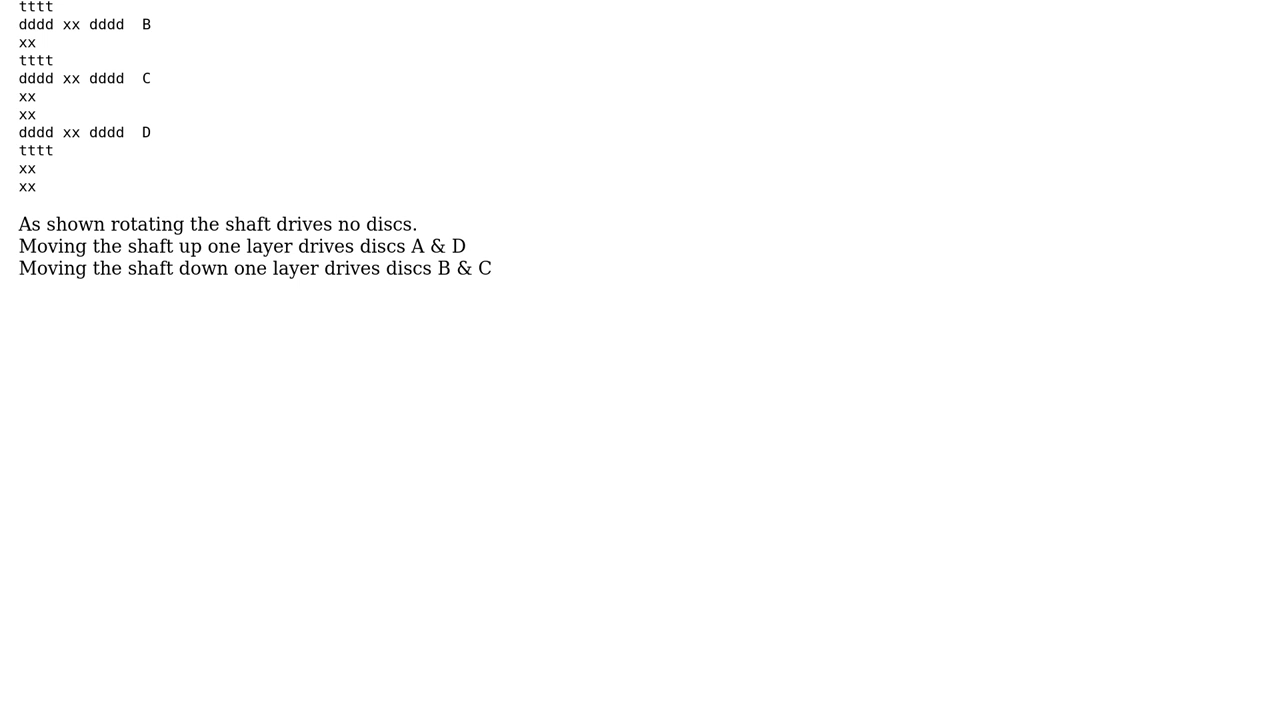 tttt
dddd xx dddd  B
xx
tttt
dddd xx dddd  C
xx
xx
dddd xx dddd  D
tttt
xx
xx
As shown rotating the shaft drives no discs.
Moving the shaft up one layer drives discs A & D
Moving the shaft down one layer drives discs B & C